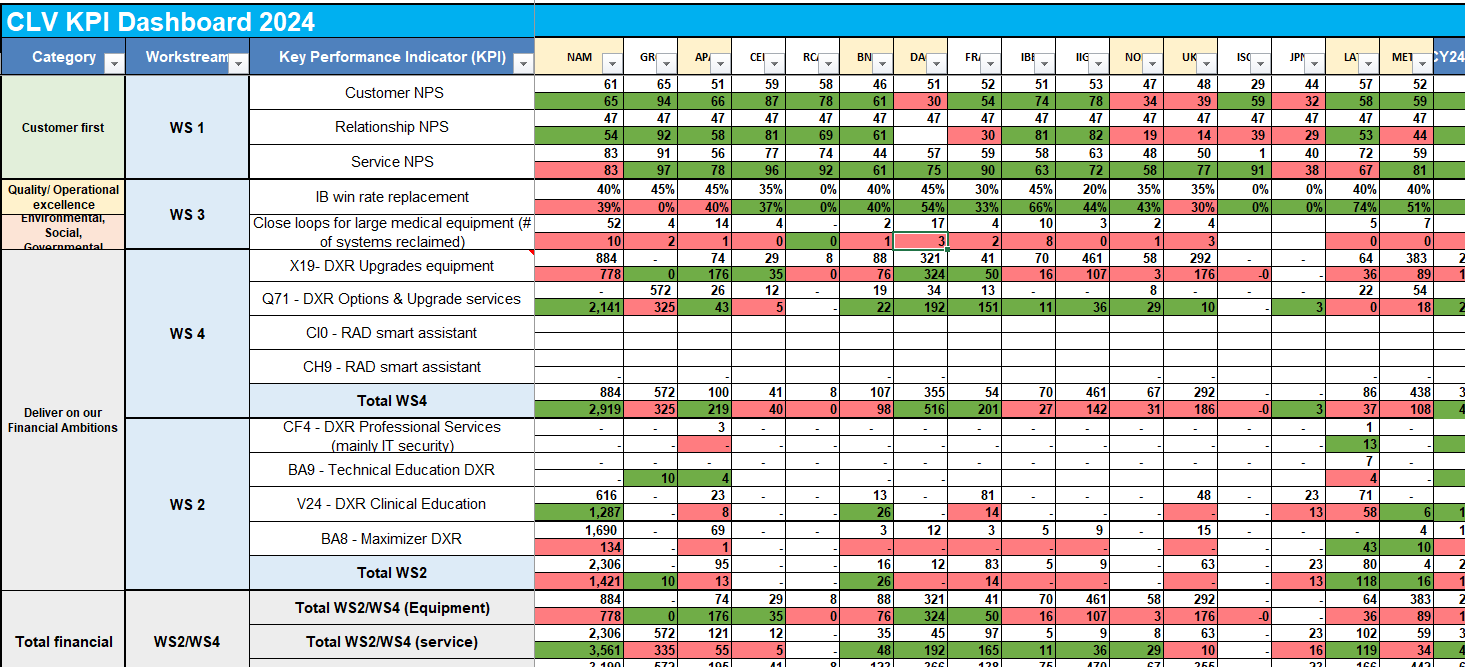 CLV KPI Dashboard 2024
Category Workstream Key Performance Indicator (KPI) NAM GR AP CE RC BN DA FR IB IIG NO UK IS JP LA MET CY24
Customer first WS 1 Customer NPS 61 65 51 59 58 46 51 52 51 53 47 48 29 44 57 52
65 94 66 87 78 61 30 54 74 78 34 39 59 32 58 59
Relationship NPS 47 47 47 47 47 47 47 47 47 47 47 47 47 47 47 47
54 92 58 81 69 61 30 81 82 19 14 39 29 53 44
Service NPS 83 91 56 77 74 44 57 59 58 63 48 50 1 40 72 59
83 97 78 96 92 61 75 90 63 72 58 77 91 38 67 81
Quality/ Operational excellence WS 3 IB win rate replacement 40% 45% 45% 35% 0% 40% 45% 30% 45% 20% 35% 35% 0% 0% 40% 40%
39% 0% 40% 37% 0% 40% 54% 33% 66% 44% 43% 30% 0% 0% 74% 51%
Environmental, Social, Governmental Close loops for large medical equipment (# of systems reclaimed) 52 4 14 4 - 2 17 4 10 3 2 4 5 7
10 2 1 0 0 1 3 2 8 0 1 3 0 0
Deliver on our Financial Ambitions WS 4 X19- DXR Upgrades equipment 884 - 74 29 8 88 321 41 70 461 58 292 - - 64 383
778 0 176 35 0 76 324 50 16 107 3 176 -0 - 36 89 1
Q71 - DXR Options & Upgrade services - 572 26 12 - 19 34 13 - - 8 - - - 22 54
2,141 325 43 5 - 22 192 151 11 36 29 10 - 3 0 18 2
CI0 - RAD smart assistant
CH9 - RAD smart assistant
- - - - - - - -
Total WS4 884 572 100 41 8 107 355 54 70 461 67 292 - - 86 438 3
2,919 325 219 40 0 98 516 201 27 142 31 186 -0 3 37 108 4
WS 2 CF4 - DXR Professional Services (mainly IT security) - - 3 - - - - - - - - - - - 1 -
- - - - - - - - - - - - - - 13 -
BA9 - Technical Education DXR - - - - - - - - - - - - - - 7 -
- 10 4 - - - - - 4 -
V24 - DXR Clinical Education 616 - 23 - - 13 - 81 - - - 48 - 23 71 -
1,287 - 8 - - 26 - 14 - - - - - 13 58 6 1
BA8 - Maximizer DXR 1,690 - 69 - - 3 12 3 5 9 - 15 - - - 4 1
134 - 1 - - - - - - - - - - - 43 10
Total WS2 2,306 - 95 - - 16 12 83 5 9 - 63 - 23 80 4 2
1,421 10 13 - - 26 - 14 - - - - - 13 118 16 1
Total financial WS2/WS4 Total WS2/WS4 (Equipment) 884 - 74 29 8 88 321 41 70 461 58 292 - - 64 383
778 0 176 35 0 76 324 50 16 107 3 176 -0 - 36 89 1
Total WS2/WS4 (service) 2,306 572 121 12 - 35 45 97 5 9 8 63 - 23 102 59 3
3,561 335 55 5 - 48 192 165 11 36 29 10 - 16 119 34 4